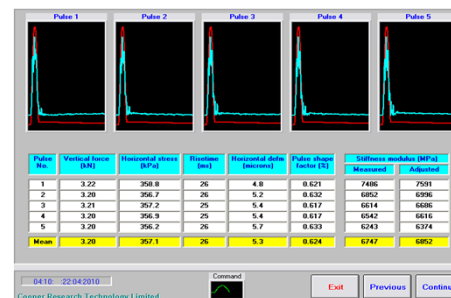 Pulse 1 Pulse 2 Pulse 3 Pulse 4 Pulse 5
Pulse No. Vertical force (kN) Horizontal stress (kPa) Risetime (ms) Horizontal defm (microns) Pulse shape factor (%) Stiffness modulus (MPa)
Measured Adjusted
1 3.22 358.8 26 4.8 0.621 7486 7591
2 3.20 356.7 26 5.2 0.632 6852 6996
3 3.21 357.2 25 5.4 0.617 6614 6686
4 3.20 356.9 25 5.4 0.617 6542 6616
5 3.20 356.2 26 5.7 0.633 6243 6374
Mean 3.20 357.1 26 5.3 0.624 6747 6852
04:10: :22:04:2010
Command
Exit Previous Continu
Cooper Research Technology Limited